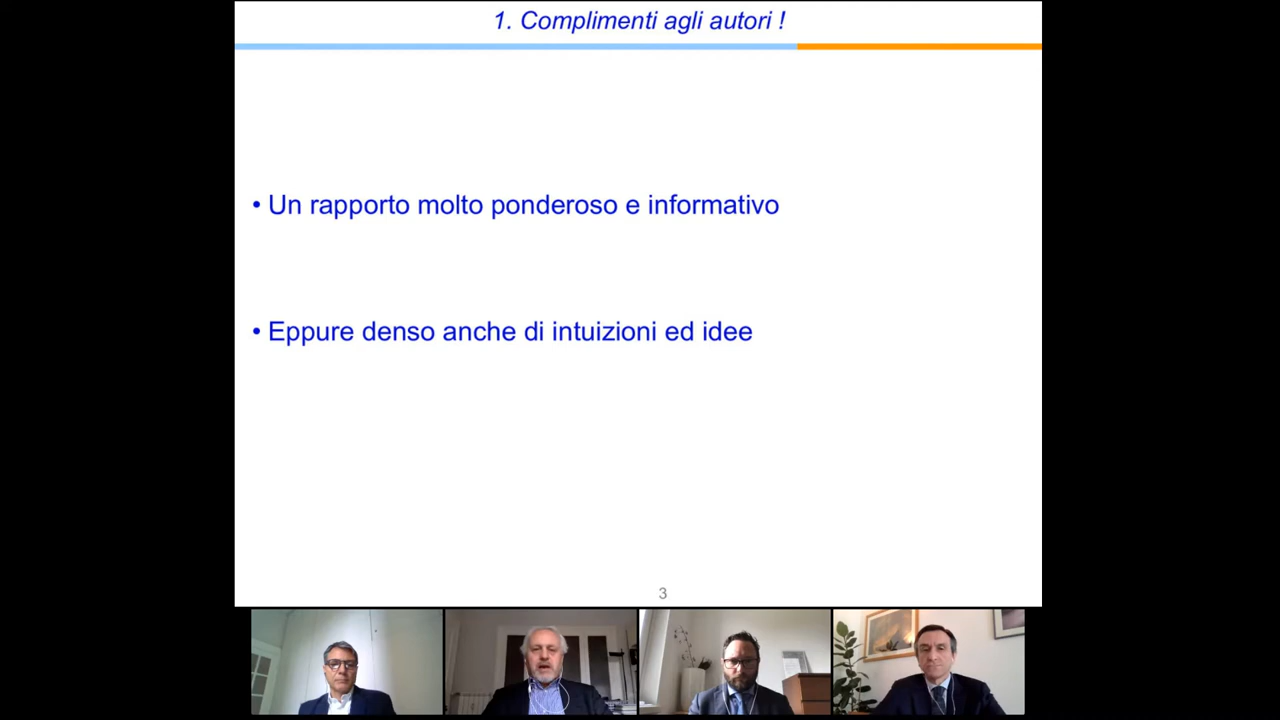 1. Complimenti agli autori !
• Un rapporto molto ponderoso e informativo
• Eppure denso anche di intuizioni ed idee
3